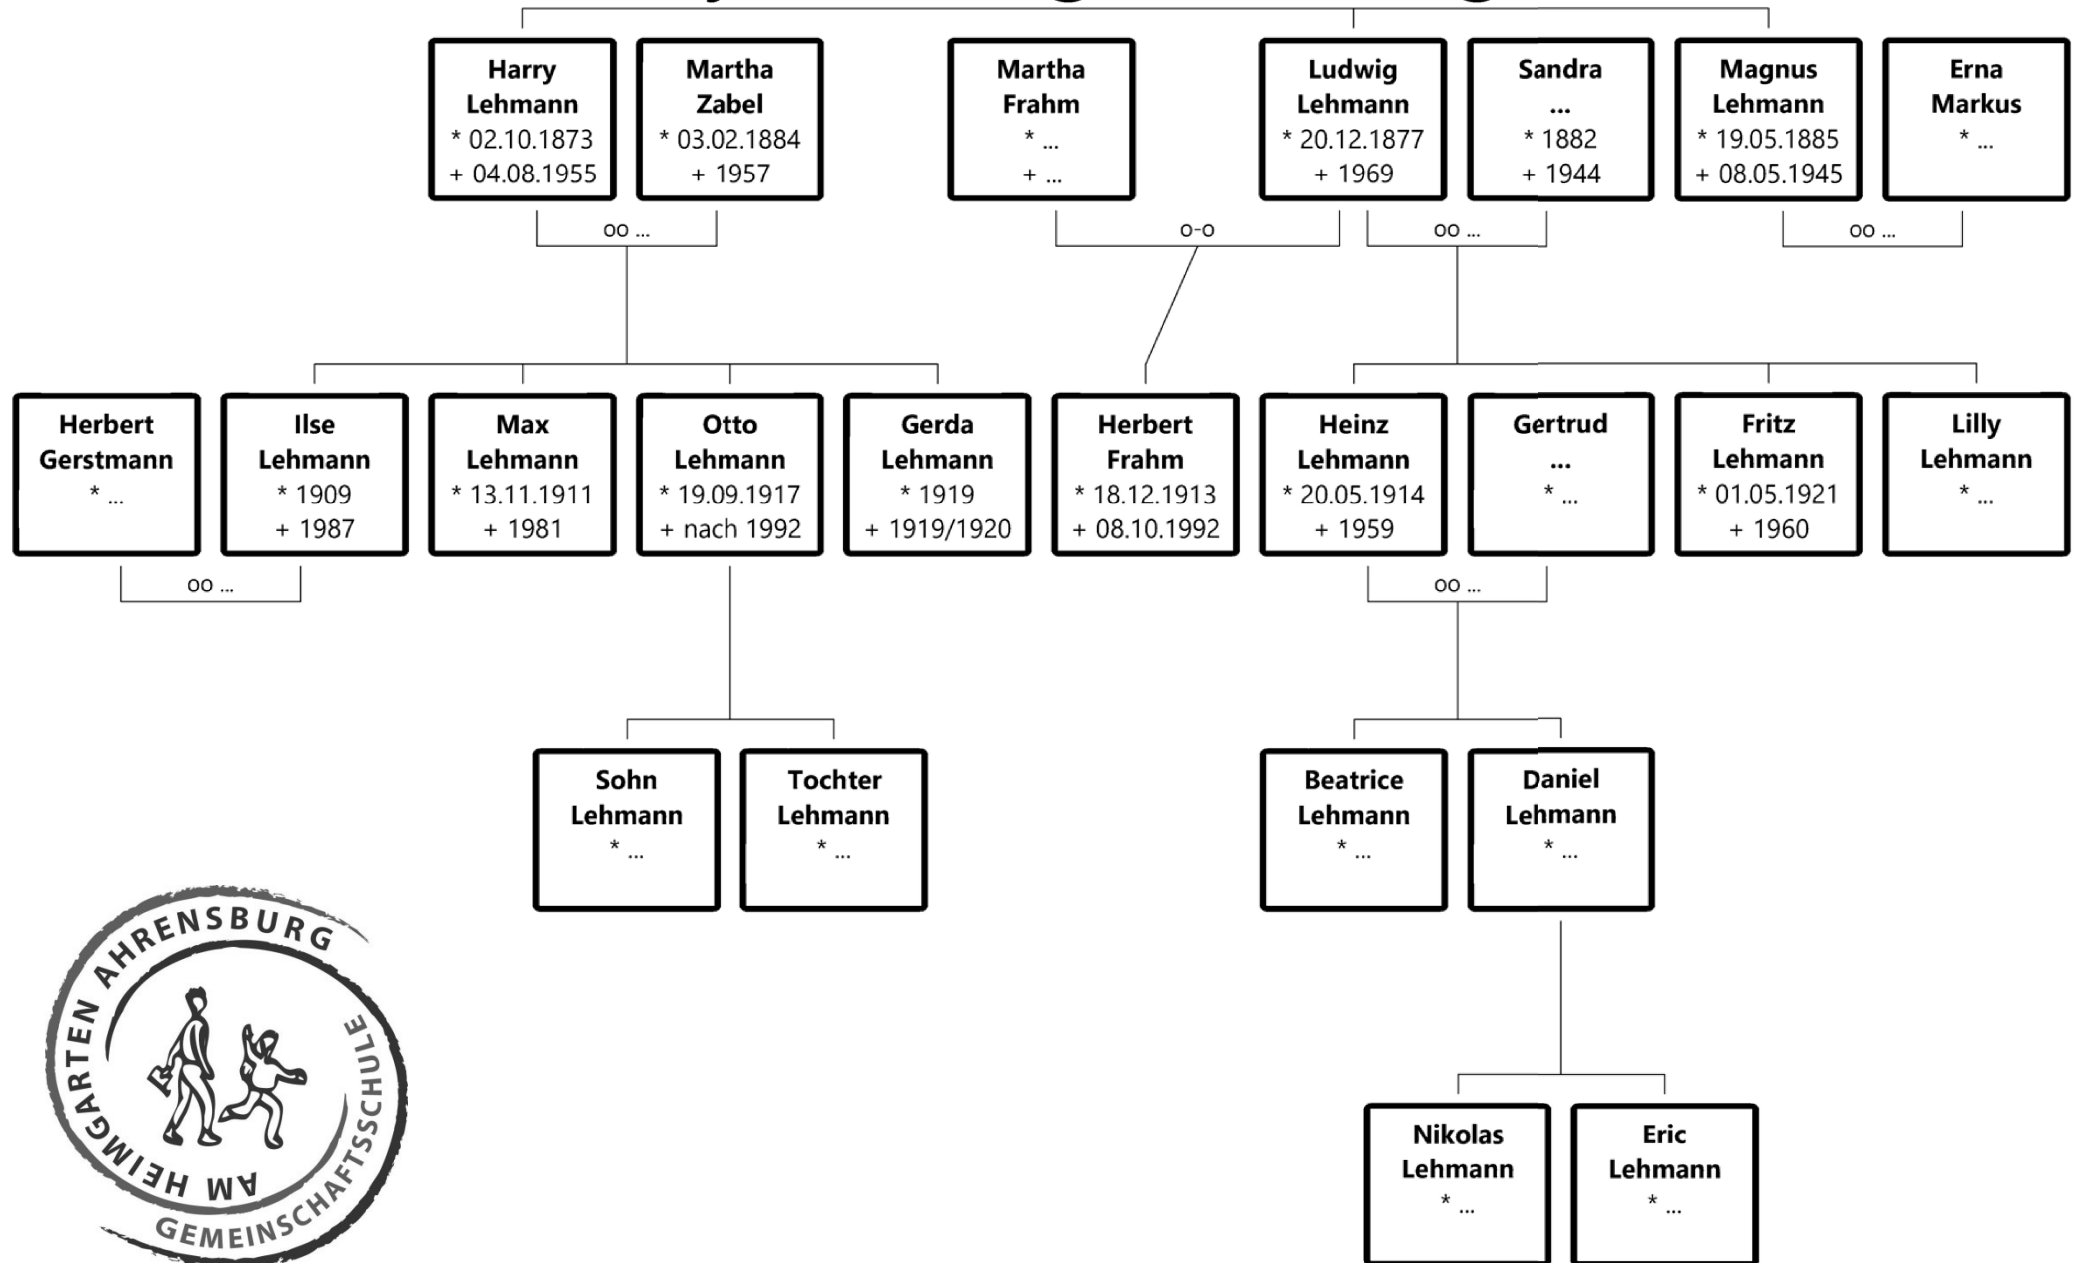 Harry
Lehmann
* 02.10.1873
+ 04.08.1955
Martha
Zabel
* 03.02.1884
+ 1957
Martha
Frahm
* ...
+ ...
Ludwig
Lehmann
* 20.12.1877
+ 1969
Sandra
...
* 1882
+ 1944
Magnus
Lehmann
* 19.05.1885
+ 08.05.1945
Erna
Markus
* ...
oo ...
o-o
oo ...
oo ...
Herbert
Gerstmann
* ...
Ilse
Lehmann
* 1909
+ 1987
Max
Lehmann
* 13.11.1911
+ 1981
Otto
Lehmann
* 19.09.1917
+ nach 1992
Gerda
Lehmann
* 1919
+ 1919/1920
Herbert
Frahm
* 18.12.1913
+ 08.10.1992
Heinz
Lehmann
* 20.05.1914
+ 1959
Gertrud
...
* ...
Fritz
Lehmann
* 01.05.1921
+ 1960
Lilly
Lehmann
* ...
oo ...
oo ...
Sohn
Lehmann
* ...
Tochter
Lehmann
* ...
Beatrice
Lehmann
* ...
Daniel
Lehmann
* ...
Nikolas
Lehmann
* ...
Eric
Lehmann
* ...
AM HEIMGARTEN AHRENSBURG
GEMEINSCHAFTSSCHULE